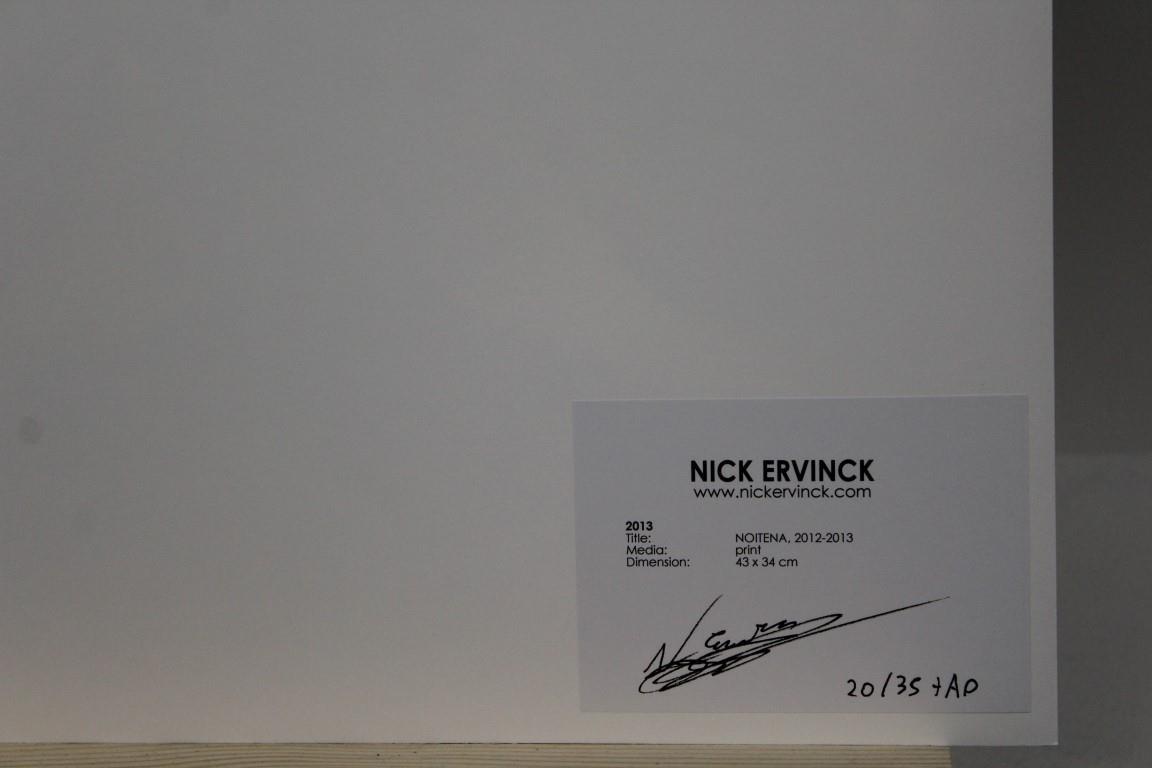 NICK ERVINCK
www.nickervinck.com
2013
Title: NOITENA, 2012-2013
Media: print
Dimension: 43 x 34 cm
20/35 +AP